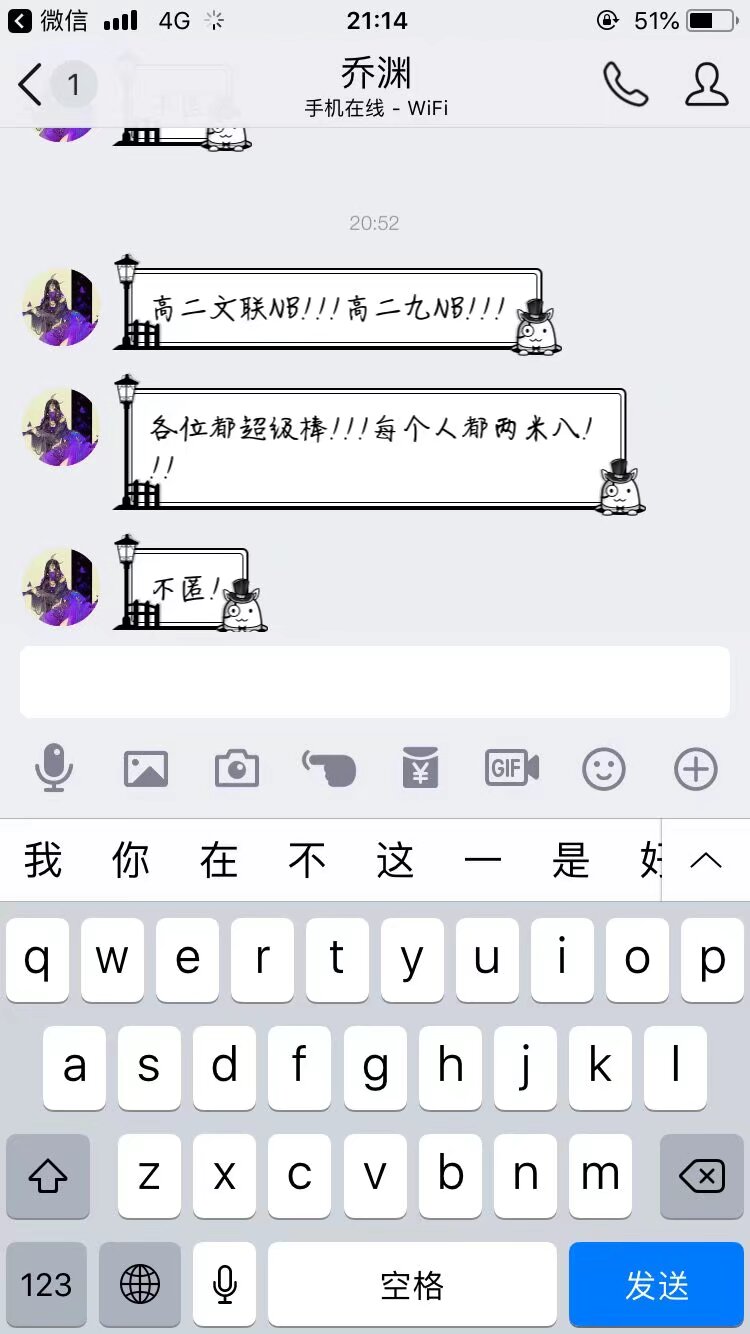 微信 4G 21:14 51%
1 乔渊
手机在线 - WiFi
不匿
20:52
高二文联NB!!!高二九NB!!!
各位都超级棒!!!每个人都两米八!
!!
不匿!
¥ GIF
我 你 在 不 这 一 是 好
q w e r t y u i o p
a s d f g h j k l
z x c v b n m
123 空格 发送